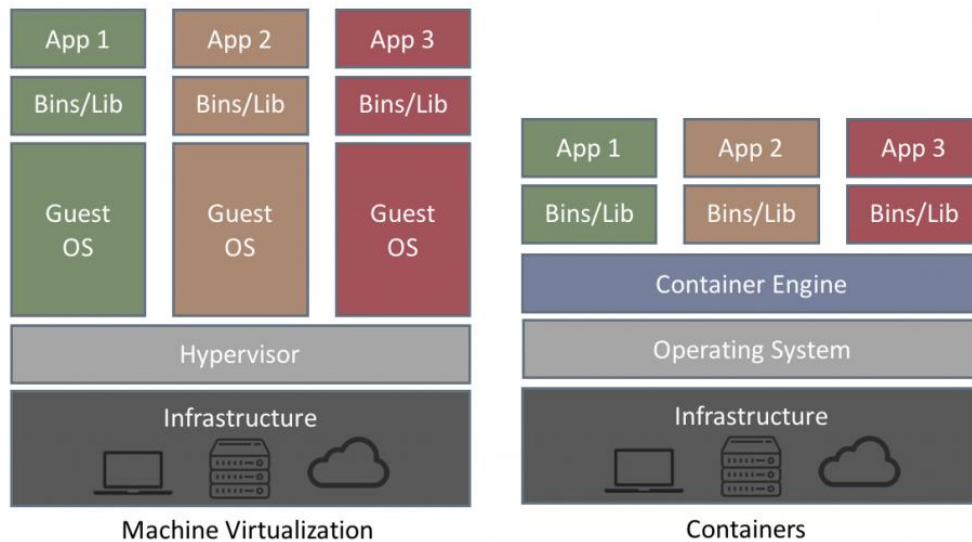 App 1
App 2
App 3
Bins/Lib
Bins/Lib
Bins/Lib
Guest
OS
Guest
OS
Guest
OS
Hypervisor
Infrastructure
Machine Virtualization
App 1
App 2
App 3
Bins/Lib
Bins/Lib
Bins/Lib
Container Engine
Operating System
Infrastructure
Containers